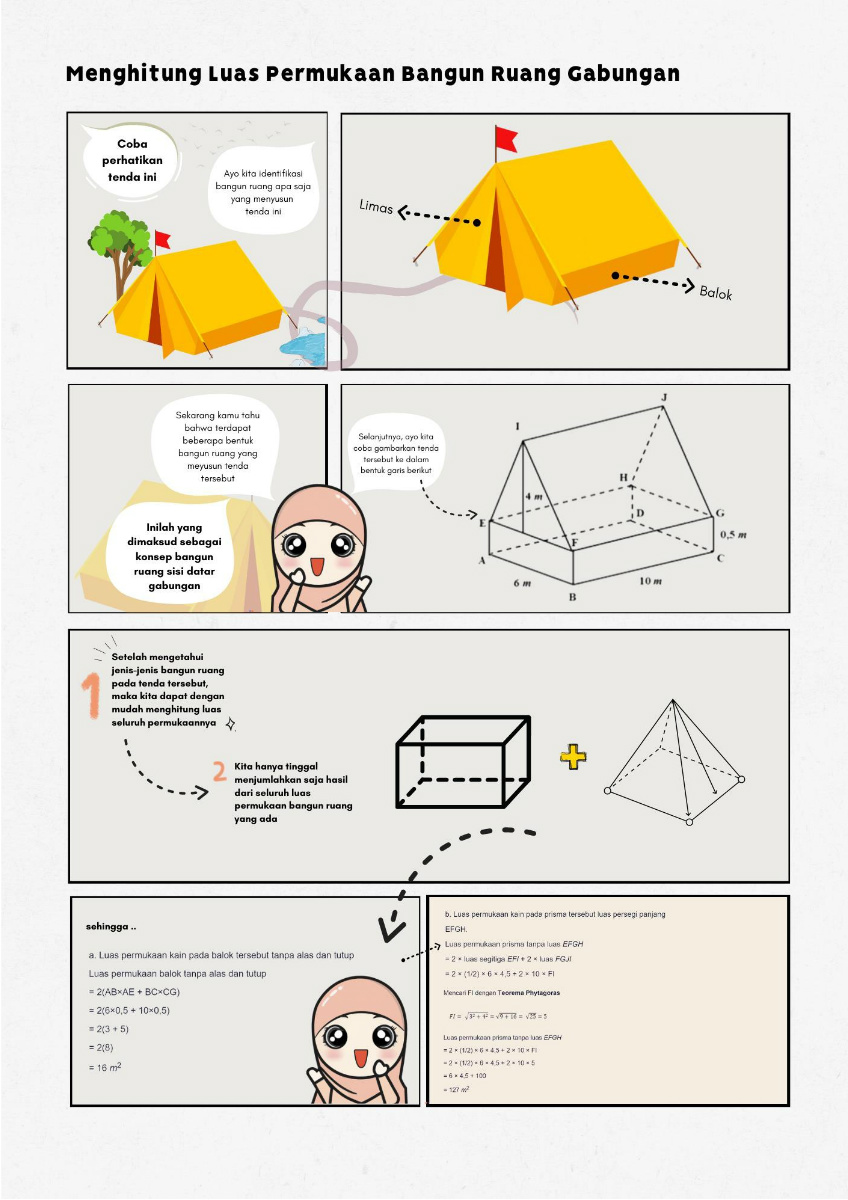 Menghitung Luas Permukaan Bangun Ruang Gabungan
Coba
perhatikan
tenda ini
Ayo kita identifikasi
bangun ruang apa saja
yang menyusun
tenda ini
Limas
Balok
Sekarang kamu tahu
bahwa terdapat
beberapa bentuk
bangun ruang yang
meyusun tenda
tersebut
Inilah yang
dimaksud sebagai
konsep bangun
ruang sisi datar
gabungan
Selanjutnya, ayo kita
coba gambarkan tenda
tersebut ke dalam
bentuk garis berikut
J
I
H
4 m
E
D
G
F
0,5 m
A
C
6 m
10 m
B
1
Setelah mengetahui
jenis-jenis bangun ruang
pada tenda tersebut,
maka kita dapat dengan
mudah menghitung luas
seluruh permukaannya
2
Kita hanya tinggal
menjumlahkan saja hasil
dari seluruh luas
permukaan bangun ruang
yang ada
sehingga ..
a. Luas permukaan kain pada balok tersebut tanpa alas dan tutup
Luas permukaan balok tanpa alas dan tutup
= 2(AB×AE + BC×CG)
= 2(6×0,5 + 10×0,5)
= 2(3 + 5)
= 2(8)
= 16 m²
b. Luas permukaan kain pada prisma tersebut luas persegi panjang
EFGH.
Luas permukaan prisma tanpa luas EFGH
= 2 × luas segitiga EFI + 2 × luas FGJI
= 2 × (1/2) × 6 × 4,5 + 2 × 10 × FI
Mencari FI dengan Teorema Phytagoras
FI = √3² + 4² = √9 + 16 = √25 = 5
Luas permukaan prisma tanpa luas EFGH
= 2 × (1/2) × 6 × 4,5 + 2 × 10 × FI
= 2 × (1/2) × 6 × 4,5 + 2 × 10 × 5
= 6 × 4,5 + 100
= 127 m²